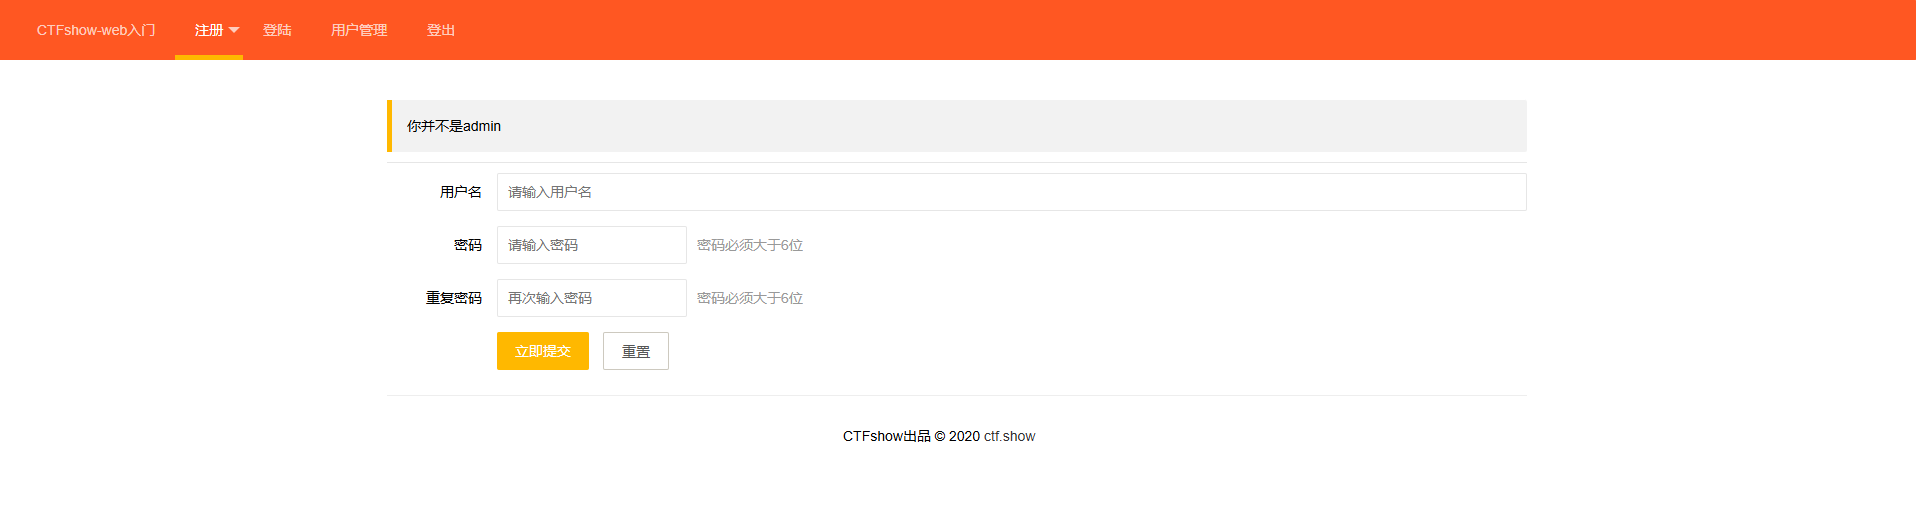 CTFshow-web入门 注册 登陆 用户管理 登出
你并不是admin
用户名 请输入用户名
密码 请输入密码 密码必须大于6位
重复密码 再次输入密码 密码必须大于6位
立即提交 重置
CTFshow出品 © 2020 ctf.show